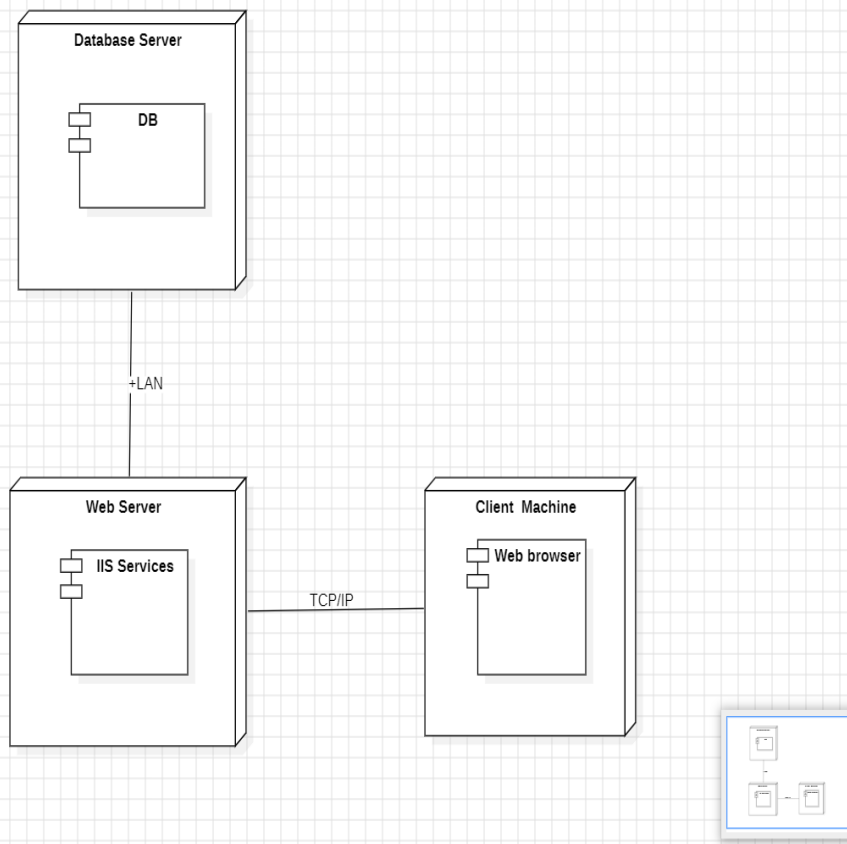 Database Server
DB
+LAN
Web Server
IIS Services
TCP/IP
Client Machine
Web browser